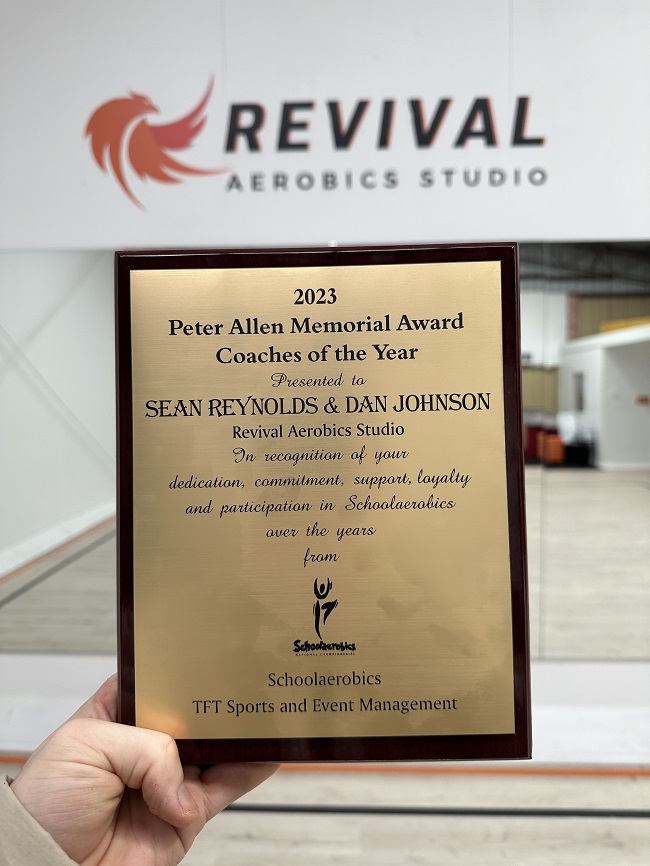 REVIVAL
AEROBICS STUDIO
2023
Peter Allen Memorial Award
Coaches of the Year
Presented to
SEAN REYNOLDS & DAN JOHNSON
Revival Aerobics Studio
In recognition of your
dedication, commitment, support, loyalty
and participation in Schoolaerobics
over the years
from
Schoolaerobics
NATIONAL CHAMPIONSHIPS
Schoolaerobics
TFT Sports and Event Management